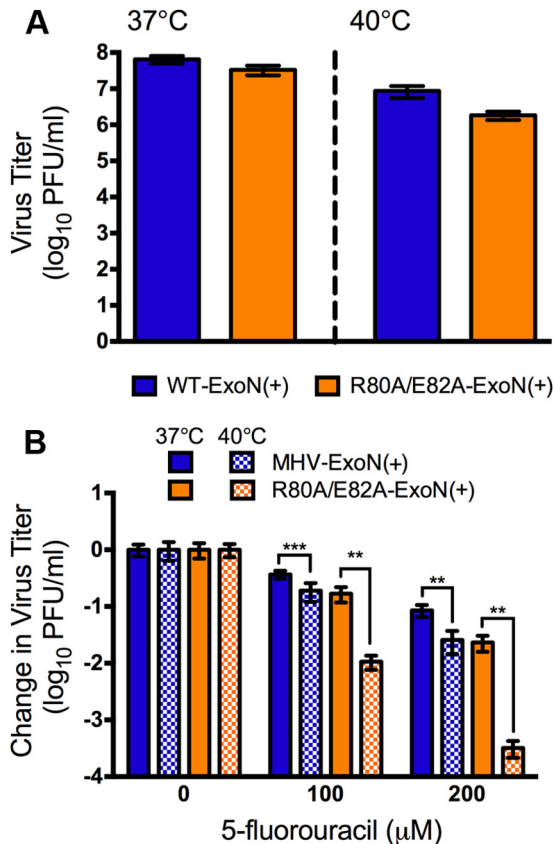 A
37°C 40°C
Virus Titer
(log10 PFU/ml)
8
7
6
5
4
3
2
1
0
WT-ExoN(+) R80A/E82A-ExoN(+)
B
37°C 40°C
MHV-ExoN(+)
R80A/E82A-ExoN(+)
Change in Virus Titer
(log10 PFU/ml)
-1
0
-1
-2
-3
-4
*** ** ** **
0 100 200
5-fluorouracil (μM)